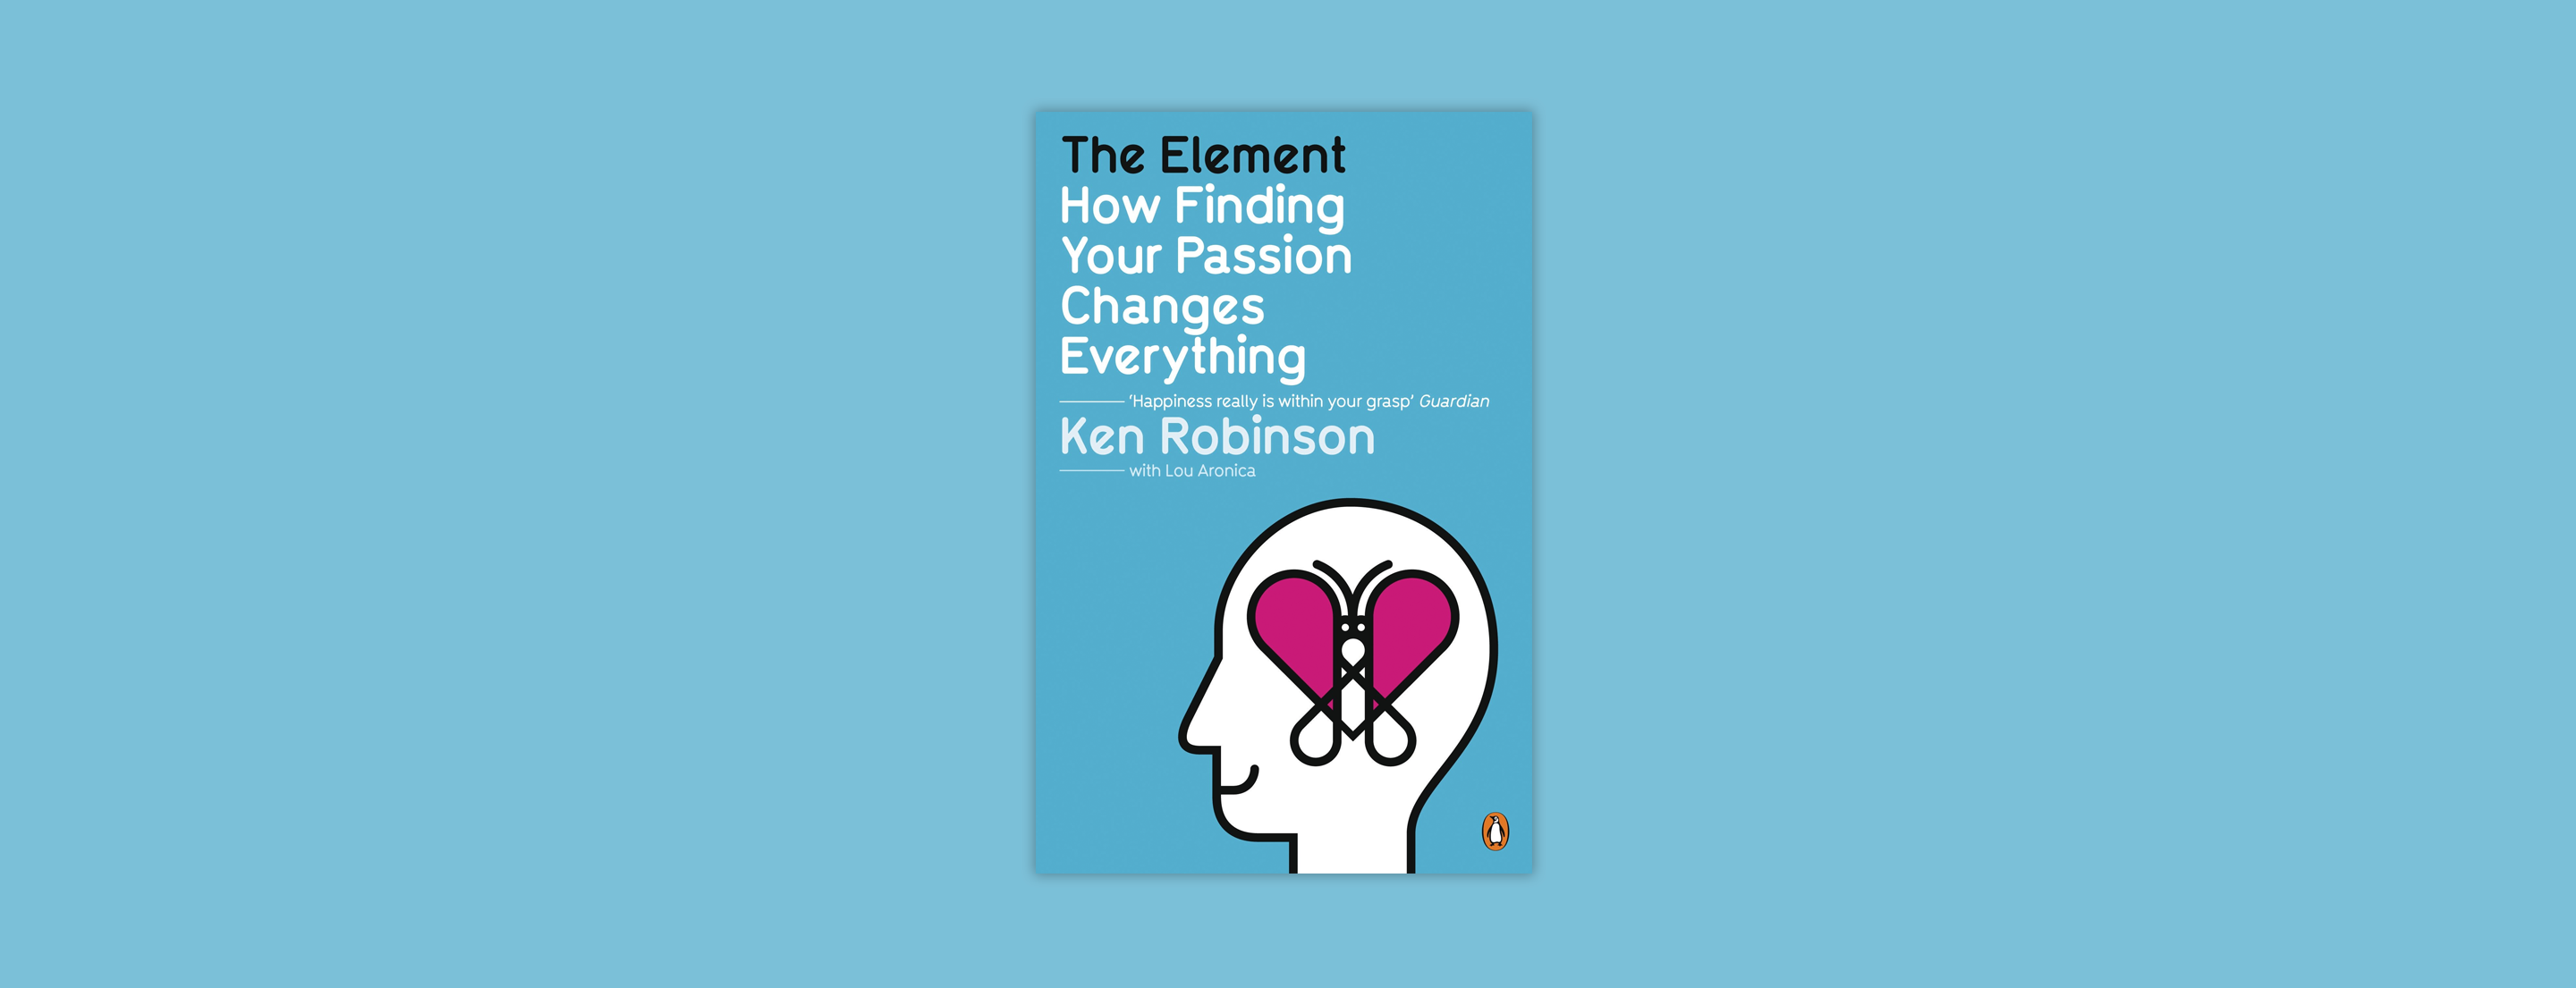 The Element
How Finding
Your Passion
Changes
Everything
‘Happiness really is within your grasp’ Guardian
Ken Robinson
with Lou Aronica